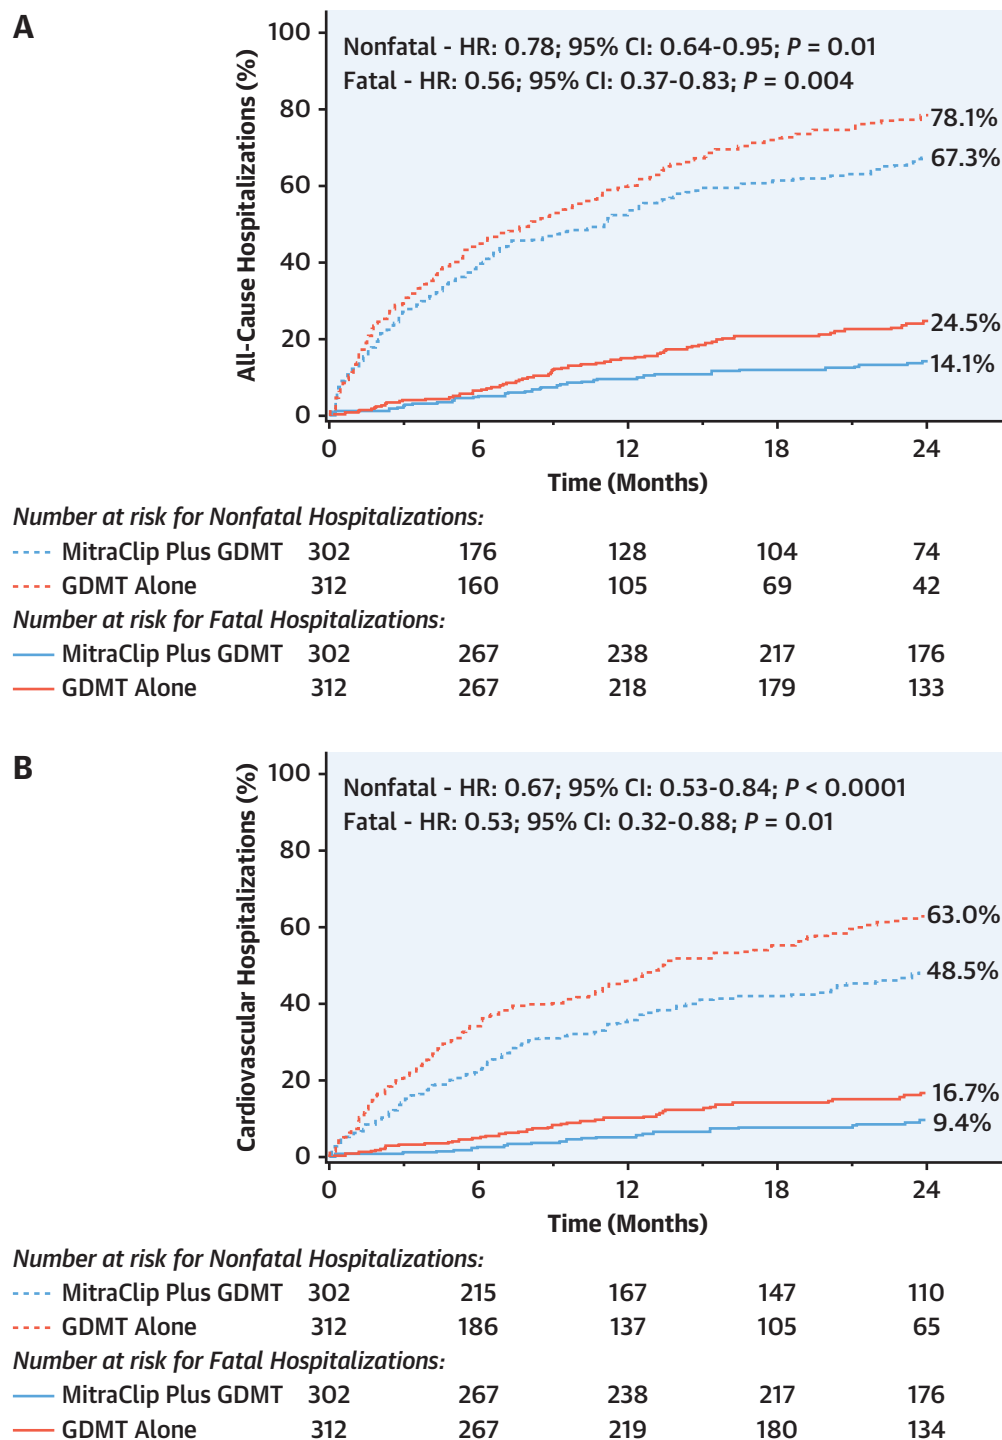 A
All-Cause Hospitalizations (%)
100
80
60
40
20
0
Nonfatal - HR: 0.78; 95% CI: 0.64-0.95; P = 0.01
Fatal - HR: 0.56; 95% CI: 0.37-0.83; P = 0.004
78.1%
67.3%
24.5%
14.1%
0 6 12 18 24
Time (Months)
Number at risk for Nonfatal Hospitalizations:
MitraClip Plus GDMT 302 176 128 104 74
GDMT Alone 312 160 105 69 42
Number at risk for Fatal Hospitalizations:
MitraClip Plus GDMT 302 267 238 217 176
GDMT Alone 312 267 218 179 133
B
Cardiovascular Hospitalizations (%)
100
80
60
40
20
0
Nonfatal - HR: 0.67; 95% CI: 0.53-0.84; P < 0.0001
Fatal - HR: 0.53; 95% CI: 0.32-0.88; P = 0.01
63.0%
48.5%
16.7%
9.4%
0 6 12 18 24
Time (Months)
Number at risk for Nonfatal Hospitalizations:
MitraClip Plus GDMT 302 215 167 147 110
GDMT Alone 312 186 137 105 65
Number at risk for Fatal Hospitalizations:
MitraClip Plus GDMT 302 267 238 217 176
GDMT Alone 312 267 219 180 134